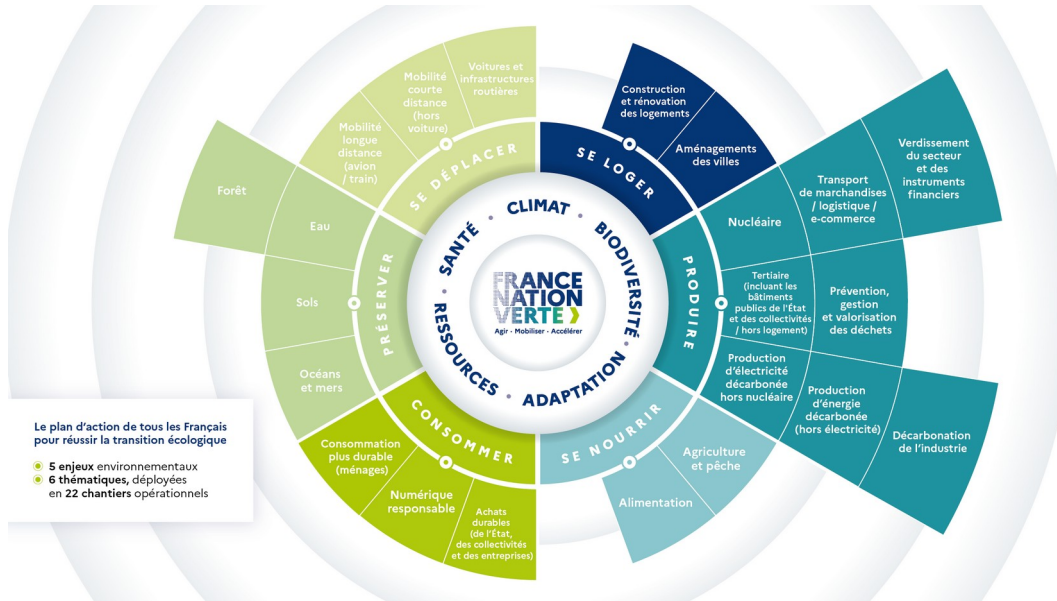 Voitures et
infrastructures
routières
Mobilité
courte
distance
(hors
voiture)
Mobilité
longue
distance
(avion
/ train)
SE DÉPLACER
Construction
et rénovation
des logements
Aménagements
des villes
SE LOGER
Verdissement
du secteur
et des
instruments
financiers
Transport
de marchandises
/ logistique /
e-commerce
Nucléaire
Tertiaire
(incluant les
bâtiments
publics de l'État
et des collectivités
/ hors logement)
Prévention,
gestion
et valorisation
des déchets
Production
d'électricité
décarbonée
hors nucléaire
Production
d'énergie
décarbonée
(hors électricité)
Décarbonation
de l'industrie
PRODUIRE
Agriculture
et pêche
Alimentation
SE NOURRIR
Achats
durables
(de l'État,
des collectivités
et des entreprises)
Numérique
responsable
Consommation
plus durable
(ménages)
CONSOMMER
Forêt
Eau
Sols
Océans
et mers
PRÉSERVER
SANTÉ • CLIMAT • BIODIVERSITÉ • ADAPTATION • RESSOURCES •
FRANCE
NATION
VERTE
Agir • Mobiliser • Accélérer
Le plan d'action de tous les Français
pour réussir la transition écologique
5 enjeux environnementaux
6 thématiques, déployées
en 22 chantiers opérationnels